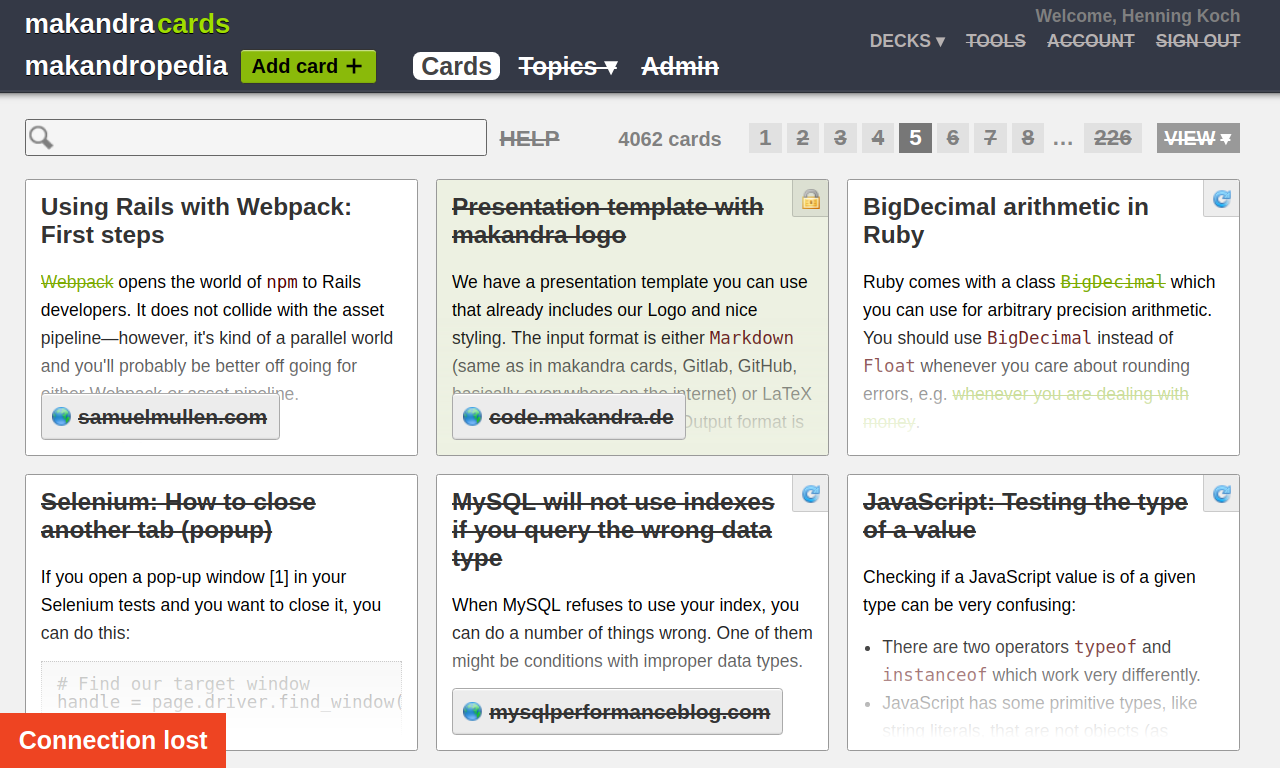 makandracards
Welcome, Henning Koch
DECKS ▾ TOOLS ACCOUNT SIGN OUT
makandropedia Add card + Cards Topics ▾ Admin
HELP 4062 cards 1 2 3 4 5 6 7 8 … 226 VIEW ▾
Using Rails with Webpack:
First steps
Webpack opens the world of npm to Rails
developers. It does not collide with the asset
pipeline—however, it's kind of a parallel world
and you'll probably be better off going for
either Webpack or asset pipeline.
samuelmullen.com
Presentation template with
makandra logo
We have a presentation template you can use
that already includes our Logo and nice
styling. The input format is either Markdown
(same as in makandra cards, Gitlab, GitHub,
basically everywhere on the internet) or LaTeX
Output format is
code.makandra.de
BigDecimal arithmetic in
Ruby
Ruby comes with a class BigDecimal which
you can use for arbitrary precision arithmetic.
You should use BigDecimal instead of
Float whenever you care about rounding
errors, e.g. whenever you are dealing with
money.
Selenium: How to close
another tab (popup)
If you open a pop-up window [1] in your
Selenium tests and you want to close it, you
can do this:
# Find our target window
handle = page.driver.find_window(
MySQL will not use indexes
if you query the wrong data
type
When MySQL refuses to use your index, you
can do a number of things wrong. One of them
might be conditions with improper data types.
mysqlperformanceblog.com
JavaScript: Testing the type
of a value
Checking if a JavaScript value is of a given
type can be very confusing:
• There are two operators typeof and
instanceof which work very differently.
• JavaScript has some primitive types, like
string literals, that are not objects (as
Connection lost